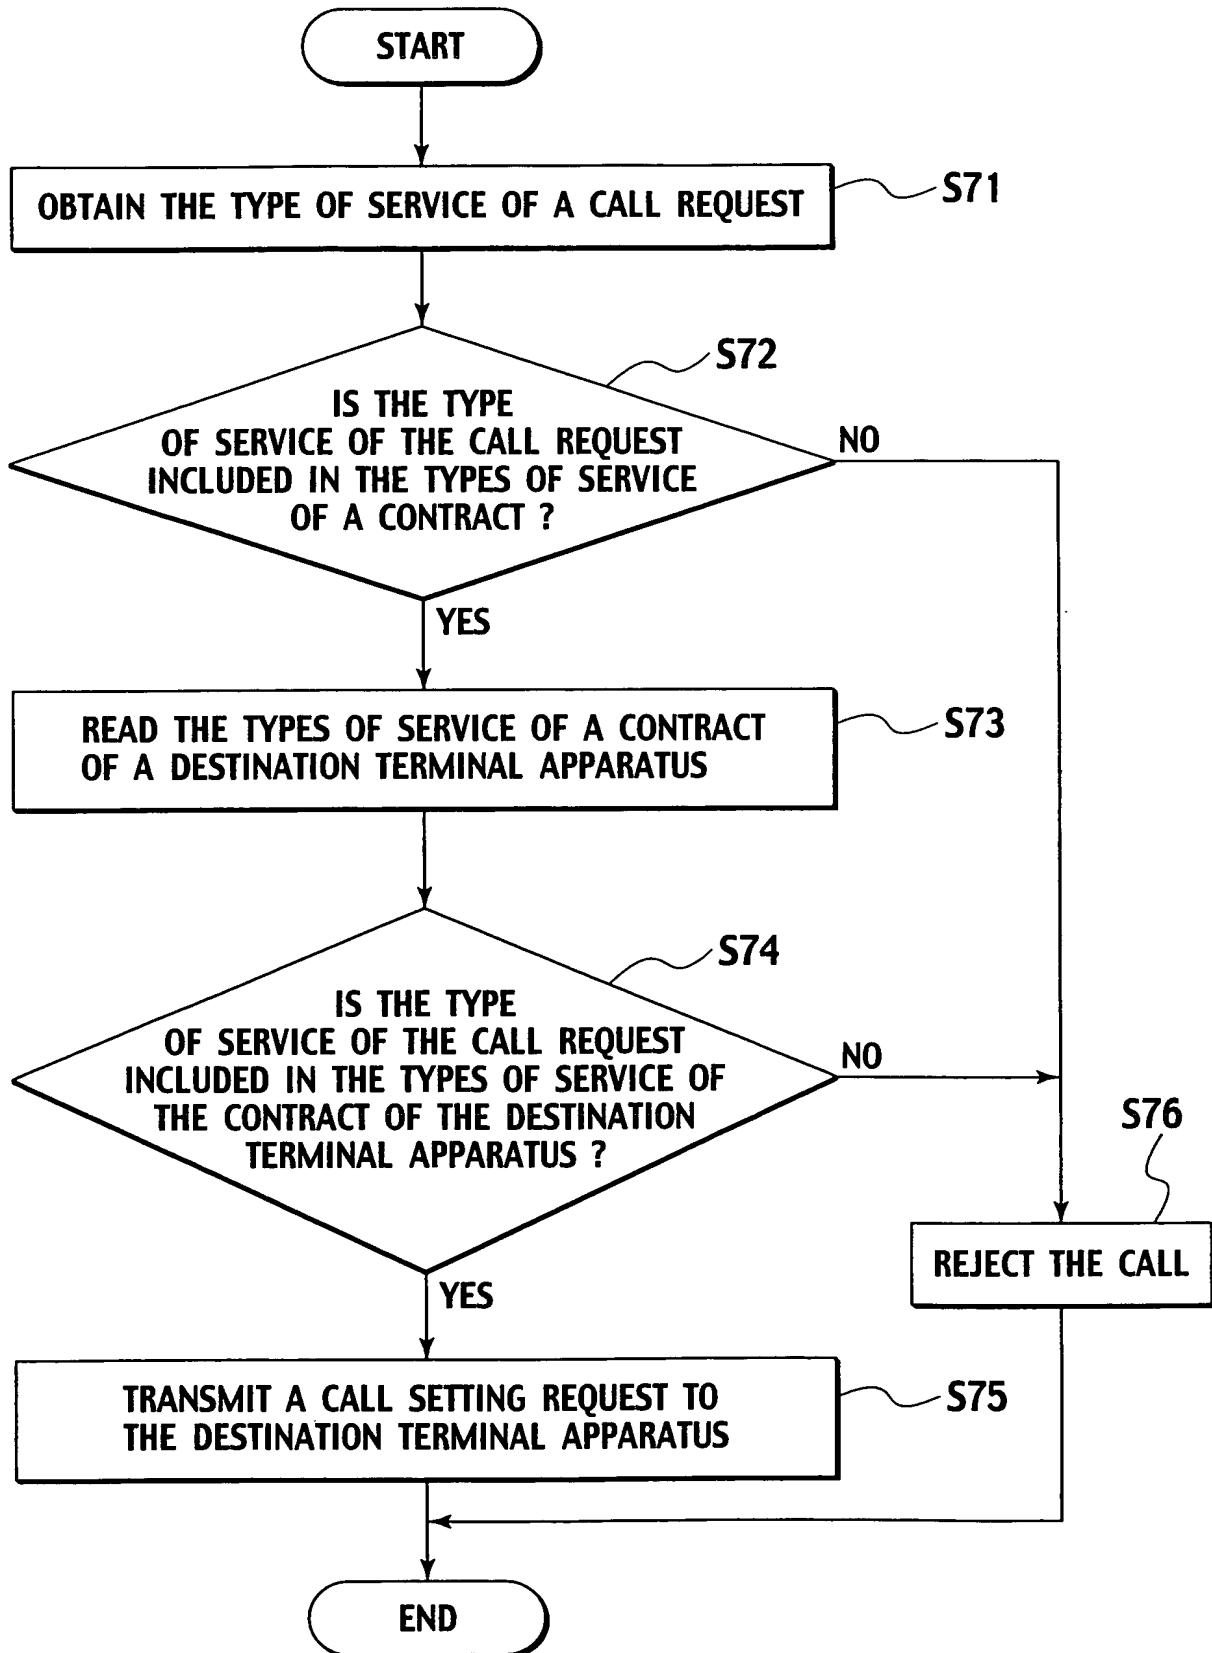 START
OBTAIN THE TYPE OF SERVICE OF A CALL REQUEST
S71
S72
IS THE TYPE
OF SERVICE OF THE CALL REQUEST
INCLUDED IN THE TYPES OF SERVICE
OF A CONTRACT ?
NO
YES
READ THE TYPES OF SERVICE OF A CONTRACT
OF A DESTINATION TERMINAL APPARATUS
S73
S74
IS THE TYPE
OF SERVICE OF THE CALL REQUEST
INCLUDED IN THE TYPES OF SERVICE OF
THE CONTRACT OF THE DESTINATION
TERMINAL APPARATUS ?
NO
S76
REJECT THE CALL
YES
TRANSMIT A CALL SETTING REQUEST TO
THE DESTINATION TERMINAL APPARATUS
S75
END